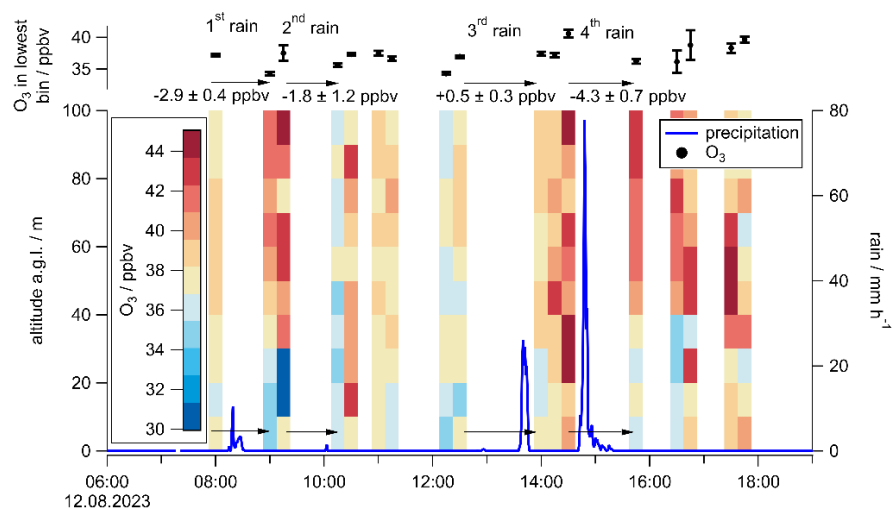 1st rain 2nd rain 3rd rain 4th rain
O3 in lowest
bin / ppbv
40
35
-2.9 ± 0.4 ppbv -1.8 ± 1.2 ppbv +0.5 ± 0.3 ppbv -4.3 ± 0.7 ppbv
altitude a.g.l. / m
100
80
60
40
20
0
O3 / ppbv
44
42
40
38
36
34
32
30
precipitation
O3
rain / mm h-1
80
60
40
20
0
06:00 08:00 10:00 12:00 14:00 16:00 18:00
12.08.2023